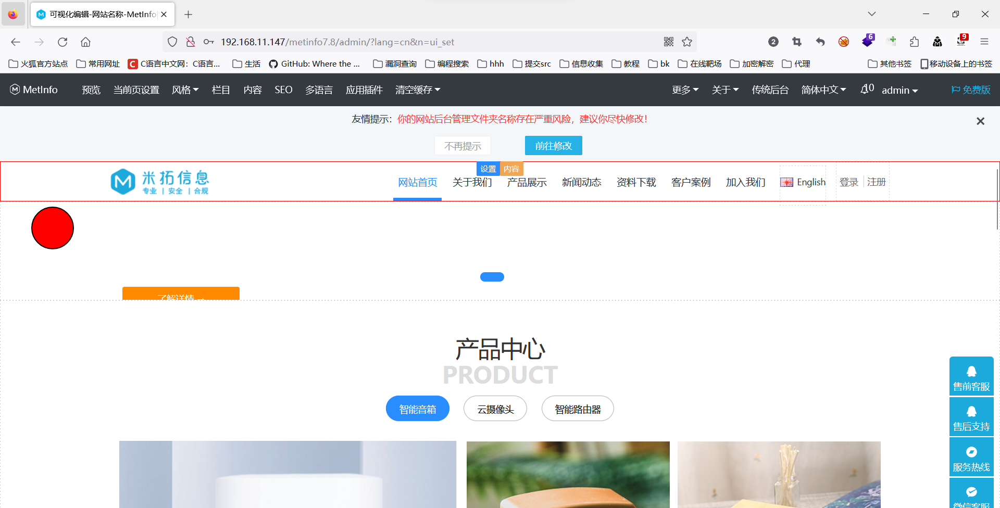 可视化编辑-网站名称-MetInfo
192.168.11.147/metinfo7.8/admin/?lang=cn&n=ui_set
2
6
9
火狐官方站点 常用网址 C语言中文网：C语言... 生活 GitHub: Where the ... 漏洞查询 编程搜索 hhh 提交src 信息收集 教程 bk 在线靶场 加密解密 代理 其他书签 移动设备上的书签
MetInfo 预览 当前页设置 风格 栏目 内容 SEO 多语言 应用插件 清空缓存 更多 关于 传统后台 简体中文 10 admin 免费版
友情提示：你的网站后台管理文件夹名称存在严重风险，建议你尽快修改！
不再提示 前往修改
设置 内容
米拓信息
专业 | 安全 | 合规
网站首页 关于我们 产品展示 新闻动态 资料下载 客户案例 加入我们 English 登录 注册
了解详情 →
产品中心
PRODUCT
智能音箱 云摄像头 智能路由器
售前客服
售后支持
服务热线
微信客服